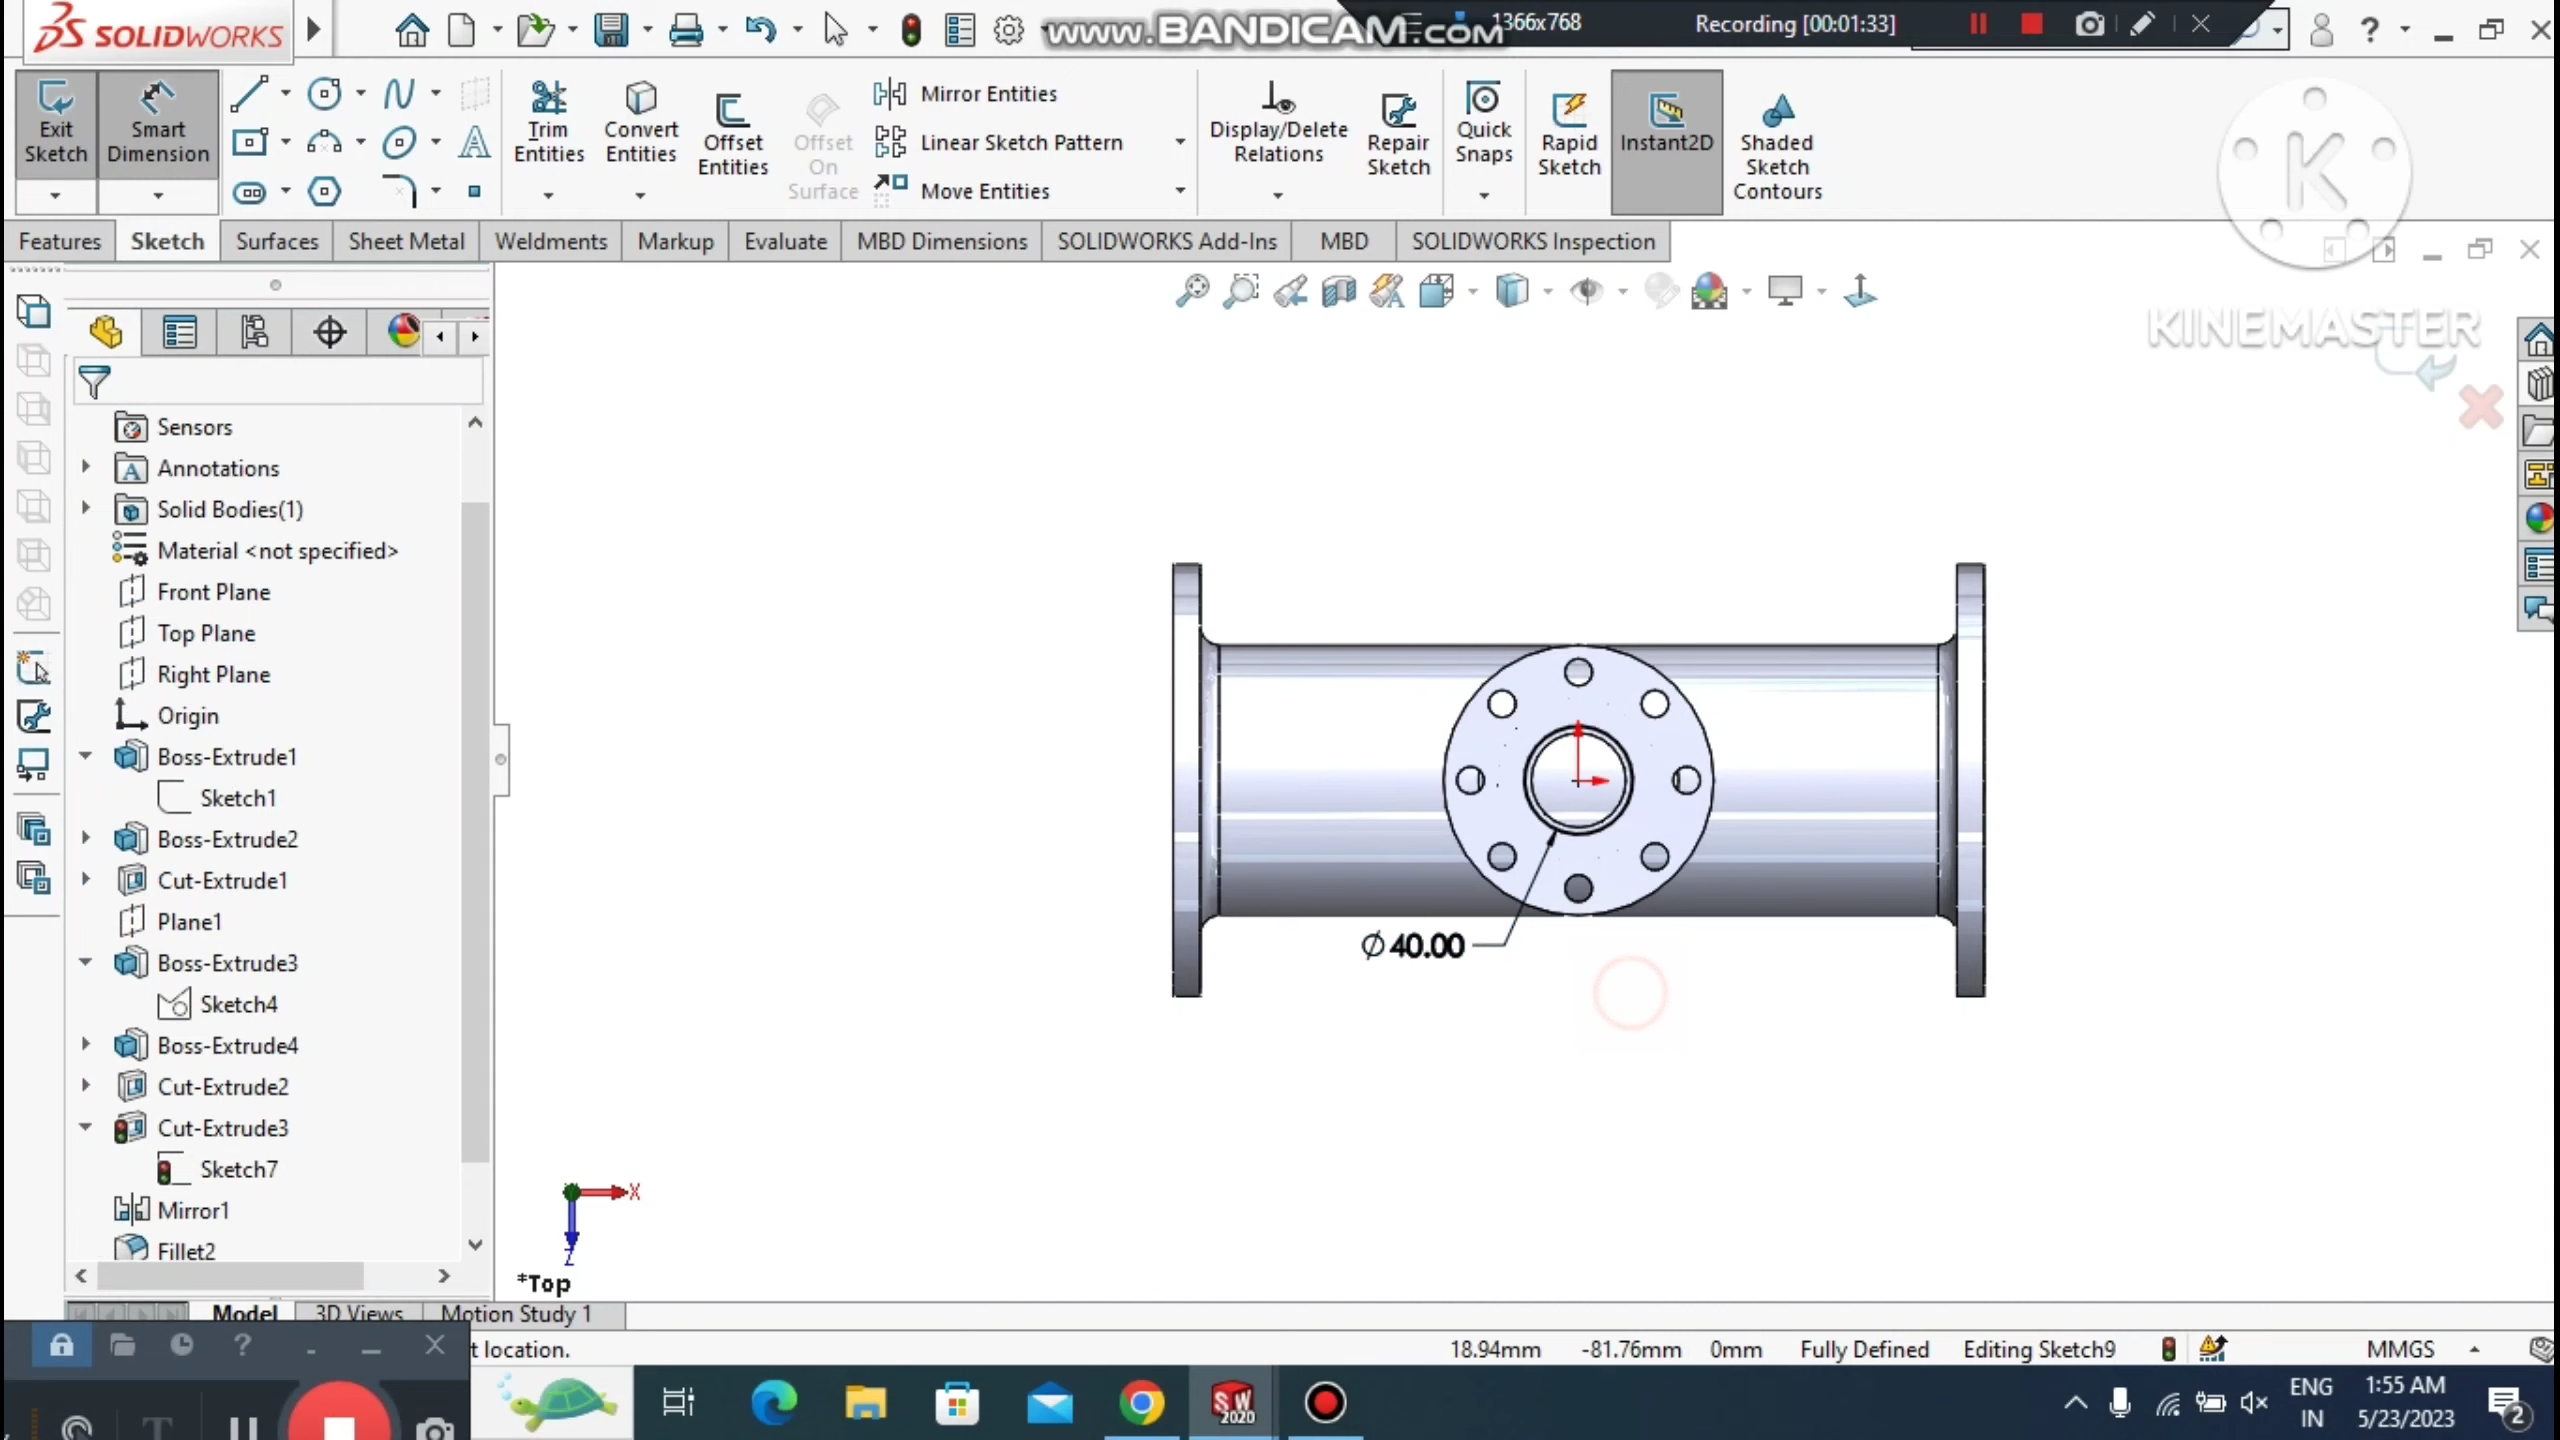 SOLIDWORKS
www.BANDICAM.com
1366x768
Recording [00:01:33]
Exit Sketch
Smart Dimension
Trim Entities
Convert Entities
Offset Entities
Offset On Surface
Mirror Entities
Linear Sketch Pattern
Move Entities
Display/Delete Relations
Repair Sketch
Quick Snaps
Rapid Sketch
Instant2D
Shaded Sketch Contours
K
KINEMASTER
Features
Sketch
Surfaces
Sheet Metal
Weldments
Markup
Evaluate
MBD Dimensions
SOLIDWORKS Add-Ins
MBD
SOLIDWORKS Inspection
Sensors
Annotations
Solid Bodies(1)
Material <not specified>
Front Plane
Top Plane
Right Plane
Origin
Boss-Extrude1
Sketch1
Boss-Extrude2
Cut-Extrude1
Plane1
Boss-Extrude3
Sketch4
Boss-Extrude4
Cut-Extrude2
Cut-Extrude3
Sketch7
Mirror1
Fillet2
Ø40.00
X
Z
*Top
Model
3D Views
Motion Study 1
t location.
18.94mm
-81.76mm
0mm
Fully Defined
Editing Sketch9
MMGS
SW
2020
ENG
IN
1:55 AM
5/23/2023
2